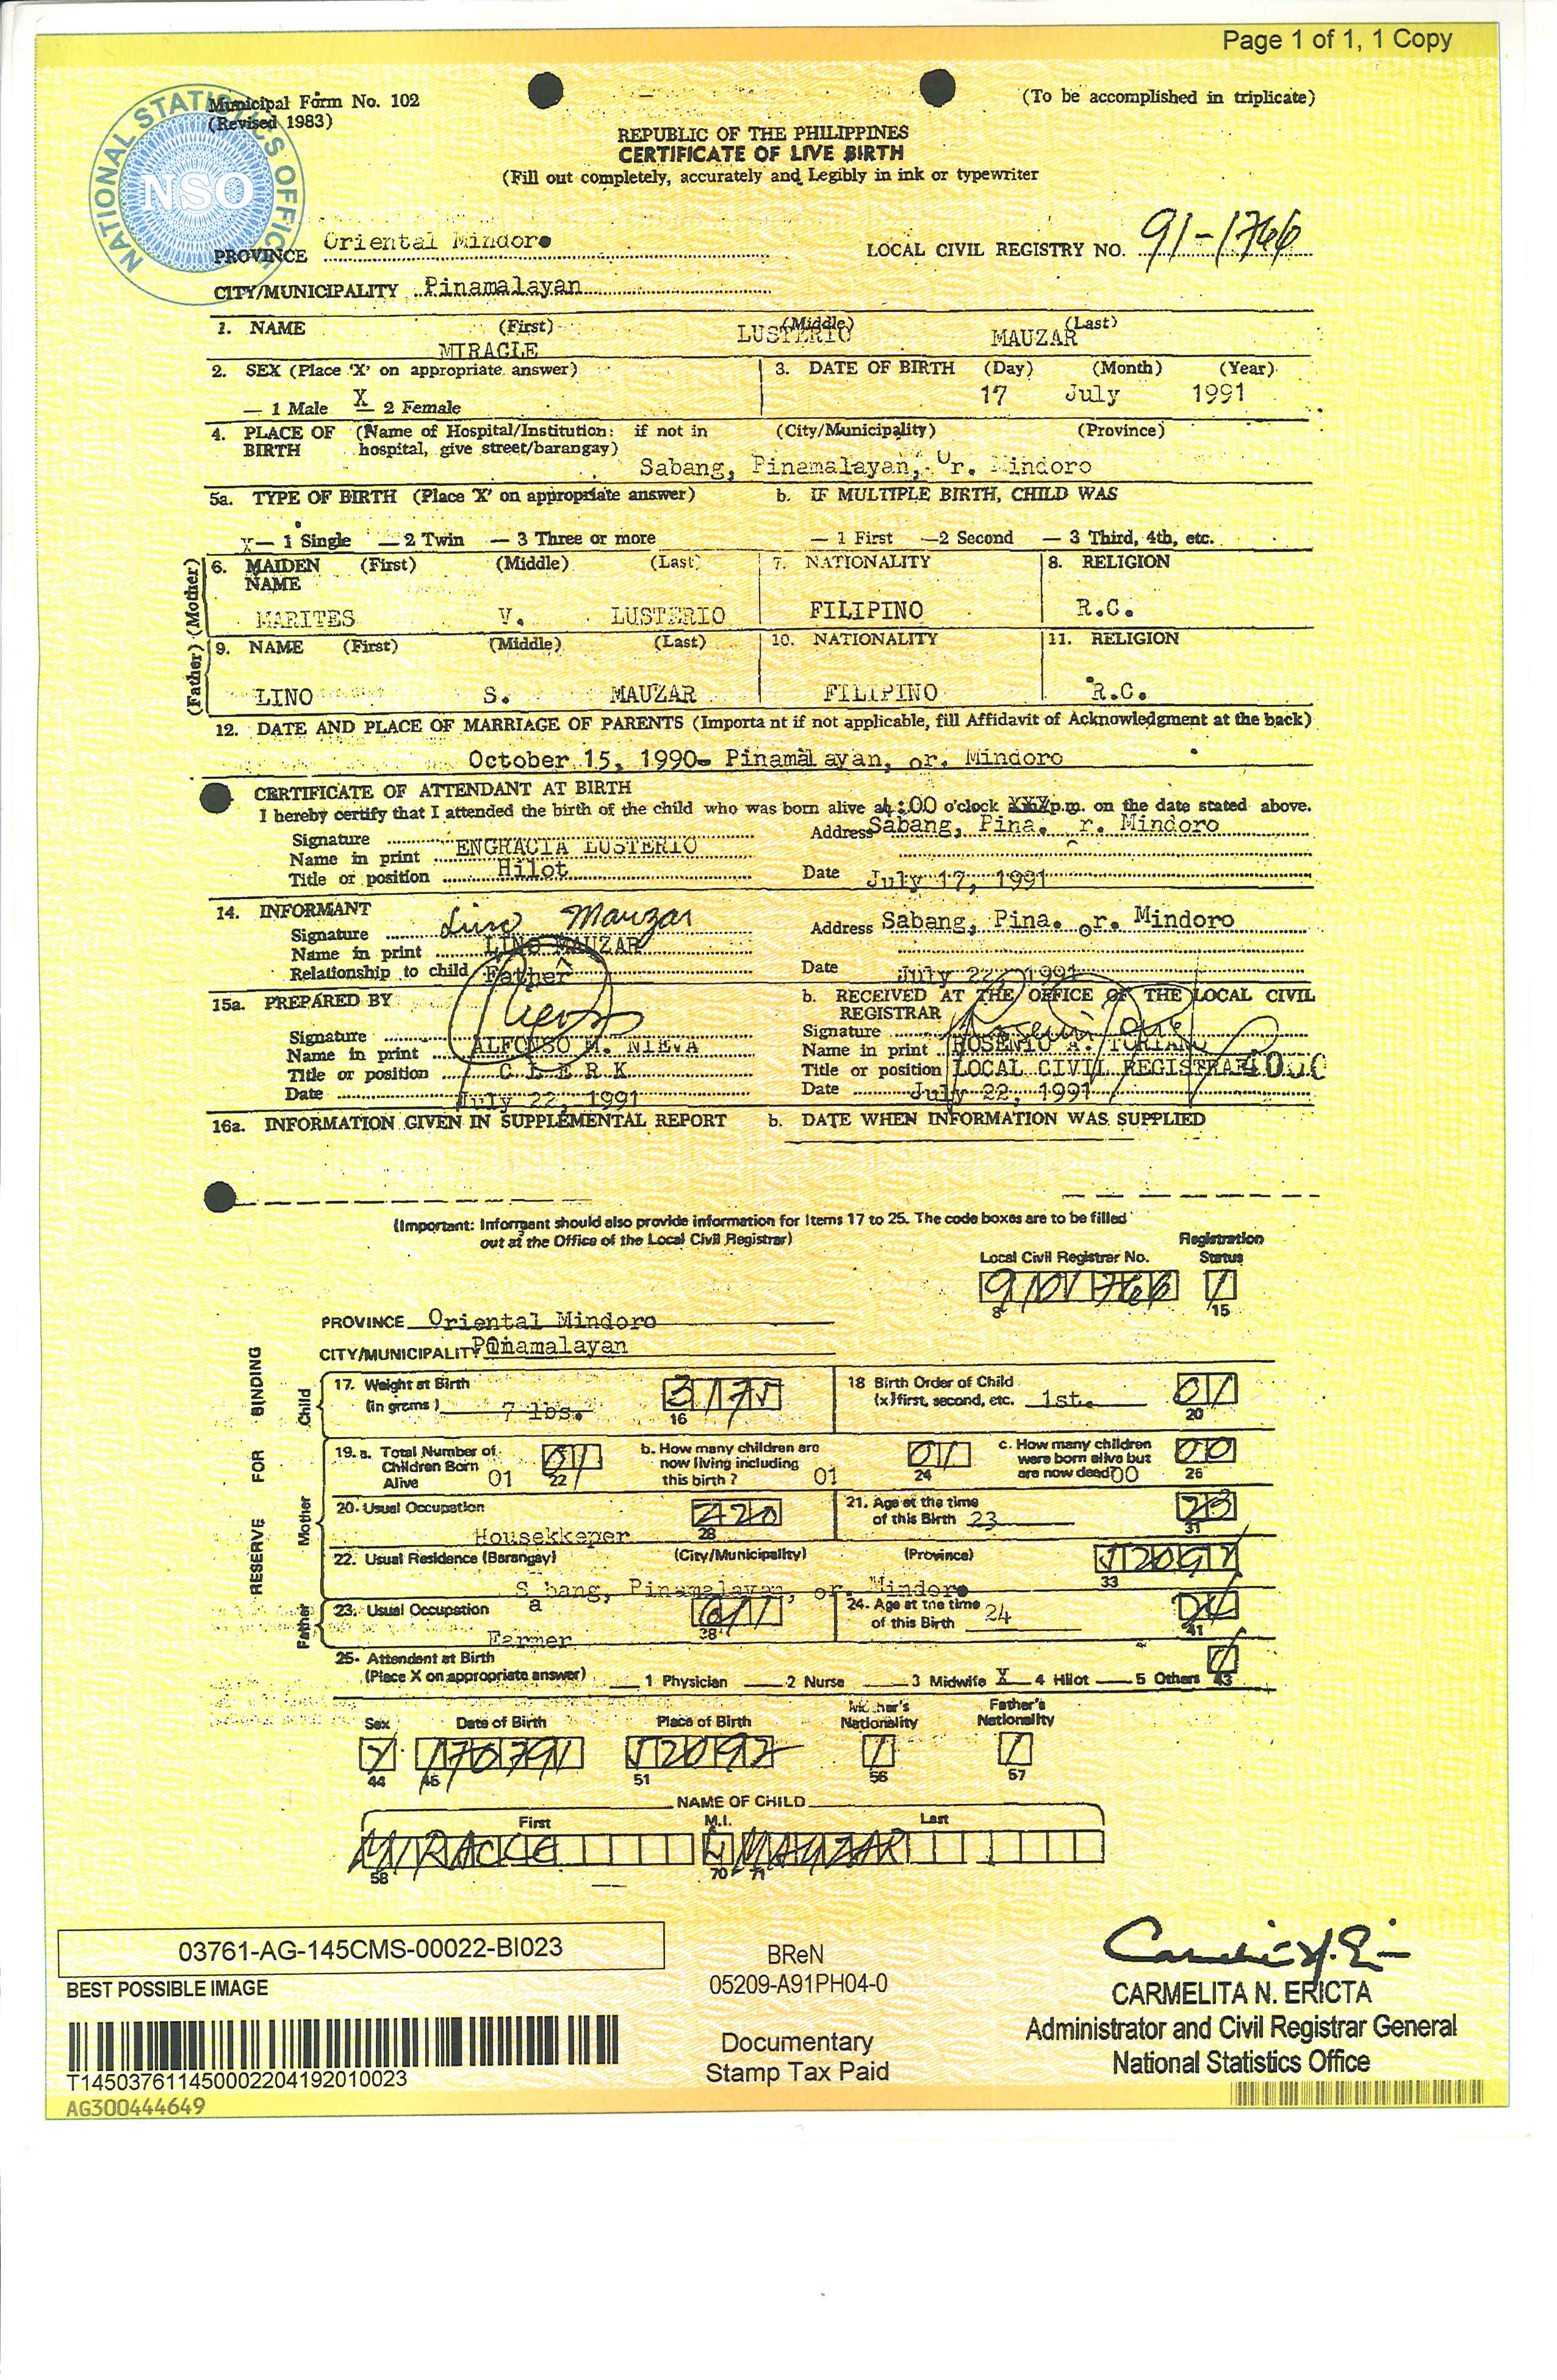 Page 1 of 1, 1 Copy
NATIONAL STATISTICS OFFICE
NSO
Municipal Form No. 102
(To be accomplished in triplicate)
(Revised 1983)
REPUBLIC OF THE PHILIPPINES
CERTIFICATE OF LIVE BIRTH
(Fill out completely, accurately and Legibly in ink or typewriter
PROVINCE Oriental Mindoro
LOCAL CIVIL REGISTRY NO. 91-1766
CITY/MUNICIPALITY Pinamalayan
1. NAME (First) (Middle) (Last)
MIRACLE LUSTERIO MAUZAR
2. SEX (Place 'X' on appropriate answer) 3. DATE OF BIRTH (Day) (Month) (Year)
17 July 1991
— 1 Male X 2 Female
4. PLACE OF (Name of Hospital/Institution: if not in (City/Municipality) (Province)
BIRTH hospital, give street/barangay)
Sabang, Pinamalayan, Or. Mindoro
5a. TYPE OF BIRTH (Place 'X' on appropriate answer) b. IF MULTIPLE BIRTH, CHILD WAS
X— 1 Single — 2 Twin — 3 Three or more — 1 First —2 Second — 3 Third, 4th, etc.
(Mother)
6. MAIDEN (First) (Middle) (Last) 7. NATIONALITY 8. RELIGION
NAME
MARITES V. LUSTERIO FILIPINO R.C.
(Father)
9. NAME (First) (Middle) (Last) 10. NATIONALITY 11. RELIGION
LINO S. MAUZAR FILIPINO R.C.
12. DATE AND PLACE OF MARRIAGE OF PARENTS (Importa nt if not applicable, fill Affidavit of Acknowledgment at the back)
October 15, 1990- Pinamal ayan, or. Mindoro
CERTIFICATE OF ATTENDANT AT BIRTH
I hereby certify that I attended the birth of the child who was born alive at 4:00 o'clock XXX p.m. on the date stated above.
Signature Address Sabang, Pina. r. Mindoro
Name in print ENGRACIA LUSTERIO
Title or position Hilot Date July 17, 1991
14. INFORMANT
Signature Lino Mauzar Address Sabang, Pina. or. Mindoro
Name in print LINO MAUZAR
Relationship to child Father Date July 22, 1991
15a. PREPARED BY b. RECEIVED AT THE OFFICE OF THE LOCAL CIVIL
REGISTRAR
Signature Signature
Name in print ALFONSO M. NIEVA Name in print ROSENIO A. TORIANO
Title or position CLERK Title or position LOCAL CIVIL REGISTRAR
Date July 22, 1991 Date July 22, 1991
16a. INFORMATION GIVEN IN SUPPLEMENTAL REPORT b. DATE WHEN INFORMATION WAS SUPPLIED
(Important: Informant should also provide information for items 17 to 25. The code boxes are to be filled
out at the Office of the Local Civil Registrar)
Registration
Local Civil Registrar No. Status
9101766 1
8 15
PROVINCE Oriental Mindoro
CITY/MUNICIPALITY Pinamalayan
RESERVE FOR BINDING
Child
17. Weight at Birth 3175 18 Birth Order of Child 01
(in grams) 7 lbs. 16 (x)first, second, etc. 1st. 20
Mother
19. a. Total Number of 01 b. How many children are 01 c. How many children 00
Children Born now living including were born alive but
Alive 01 22 this birth ? 01 24 are now dead 00 26
20. Usual Occupation 220 21. Age at the time 23
Housekkeper 28 of this Birth 23 31
22. Usual Residence (Barangay) (City/Municipality) (Province) 52092
S bang, Pinamalayan, or. Mindoro 33
a
Father
23. Usual Occupation 611 24. Age at the time 24
Farmer 38 of this Birth 24 41
25. Attendant at Birth
(Place X on appropriate answer) 1 Physician 2 Nurse 3 Midwife X 4 Hilot 5 Others 43
Mother's Father's
Sex Date of Birth Place of Birth Nationality Nationality
2 170791 52092 1 1
44 45 51 56 57
NAME OF CHILD
First M.I. Last
MIRACLE L MAUZAR
58 70 71
03761-AG-145CMS-00022-BI023
BEST POSSIBLE IMAGE
T145037611450002204192010023
AG300444649
BReN
05209-A91PH04-0
Documentary
Stamp Tax Paid
CARMELITA N. ERICTA
Administrator and Civil Registrar General
National Statistics Office